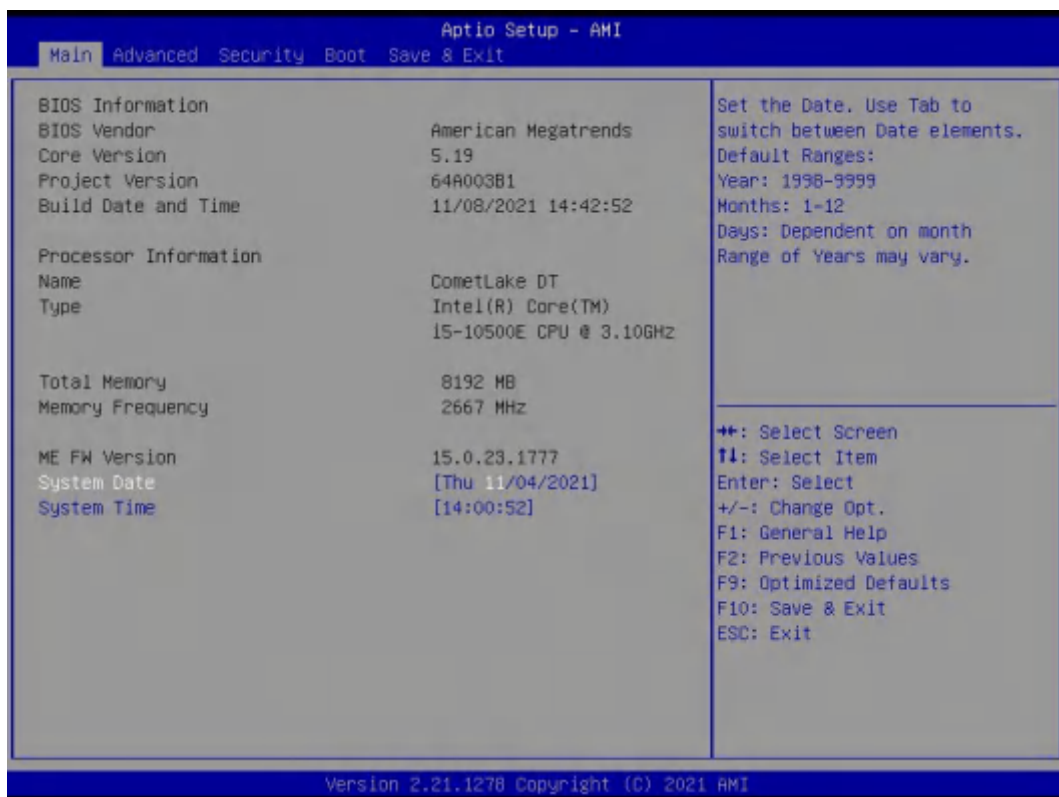 Aptio Setup - AMI
Main Advanced Security Boot Save & Exit
BIOS Information
BIOS Vendor American Megatrends
Core Version 5.19
Project Version 64A003B1
Build Date and Time 11/08/2021 14:42:52
Processor Information
Name CometLake DT
Type Intel(R) Core(TM)
i5-10500E CPU @ 3.10GHz
Total Memory 8192 MB
Memory Frequency 2667 MHz
ME FW Version 15.0.23.1777
System Date [Thu 11/04/2021]
System Time [14:00:52]
Set the Date. Use Tab to
switch between Date elements.
Default Ranges:
Year: 1998-9999
Months: 1-12
Days: Dependent on month
Range of Years may vary.
→←: Select Screen
↑↓: Select Item
Enter: Select
+/-: Change Opt.
F1: General Help
F2: Previous Values
F9: Optimized Defaults
F10: Save & Exit
ESC: Exit
Version 2.21.1278 Copyright (C) 2021 AMI